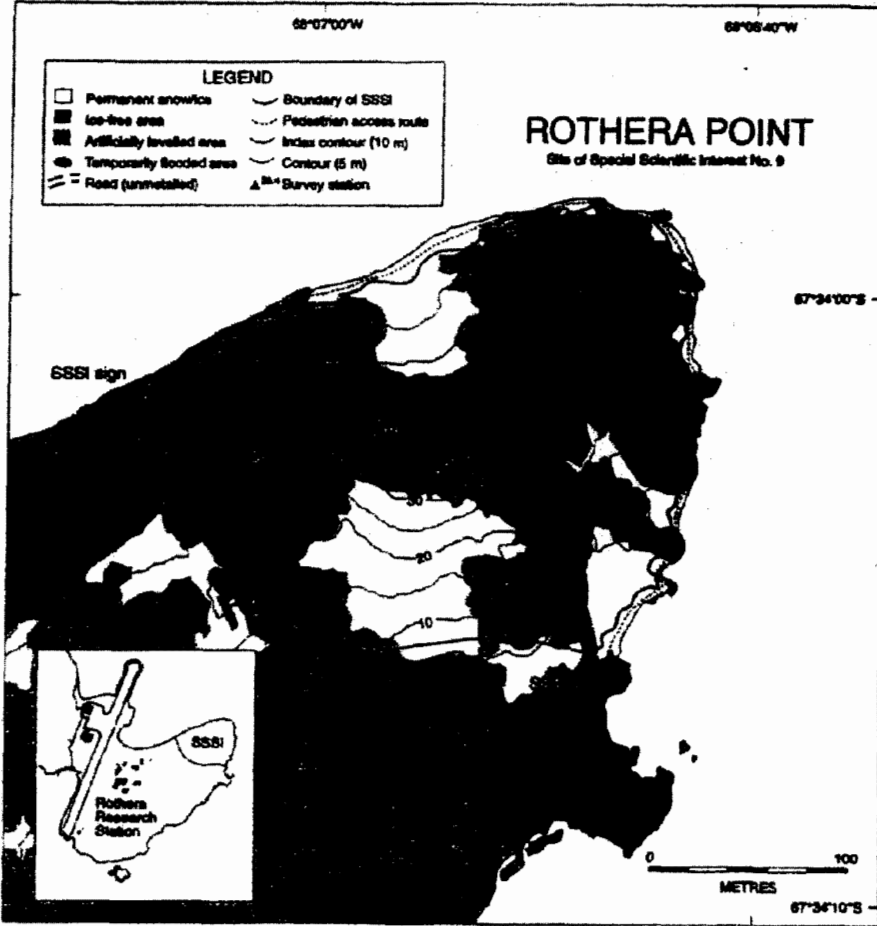 68°07'00"W
68°06'40"W
LEGEND
Permanent snow/ice
Ice-free area
Artificially levelled area
Temporarily flooded area
Road (unmetalled)
Boundary of SSSI
Pedestrian access route
Index contour (10 m)
Contour (5 m)
Survey station
ROTHERA POINT
Site of Special Scientific Interest No. 9
67°34'00"S
SSSI sign
20
10
SSSI
Rothera
Research
Station
0
100
METRES
67°34'10"S